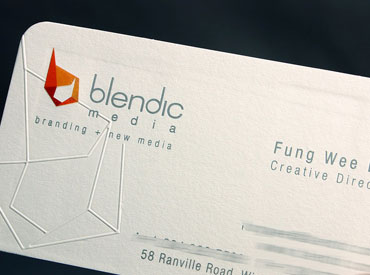 blendic
media
branding + new media
Fung Wee
Creative Direc
58 Ranville Road,